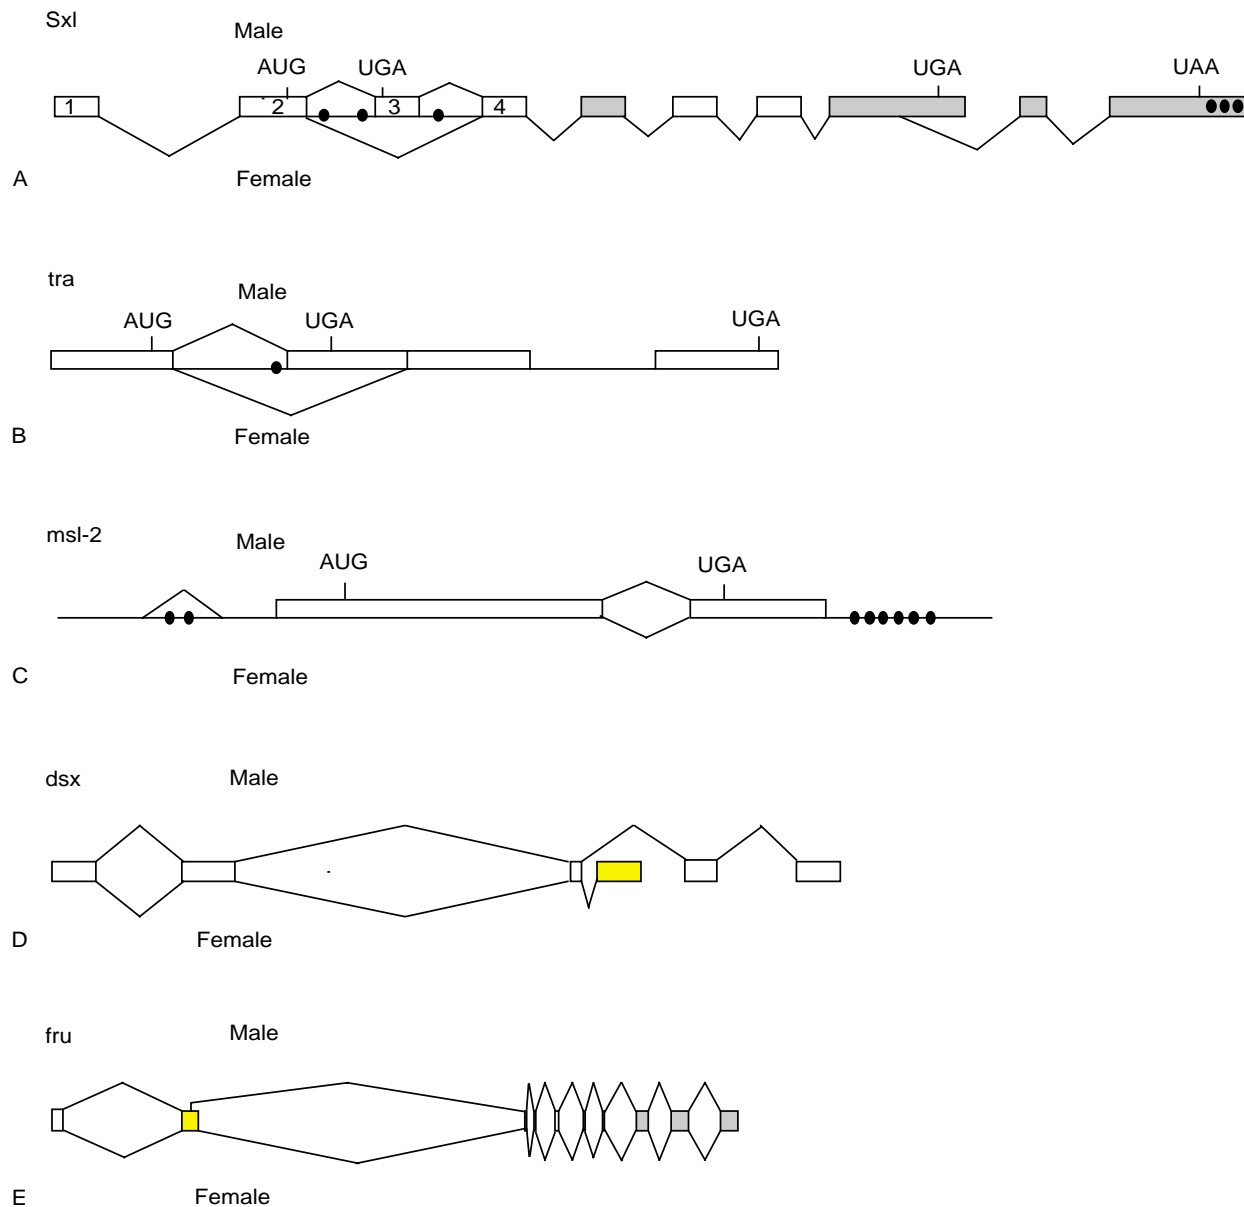 Sxl
Male
AUG UGA UGA UAA
1 2 3 4
A Female
tra
Male
AUG UGA UGA
B Female
msl-2
Male
AUG UGA
C Female
dsx Male
D Female
fru Male
E Female